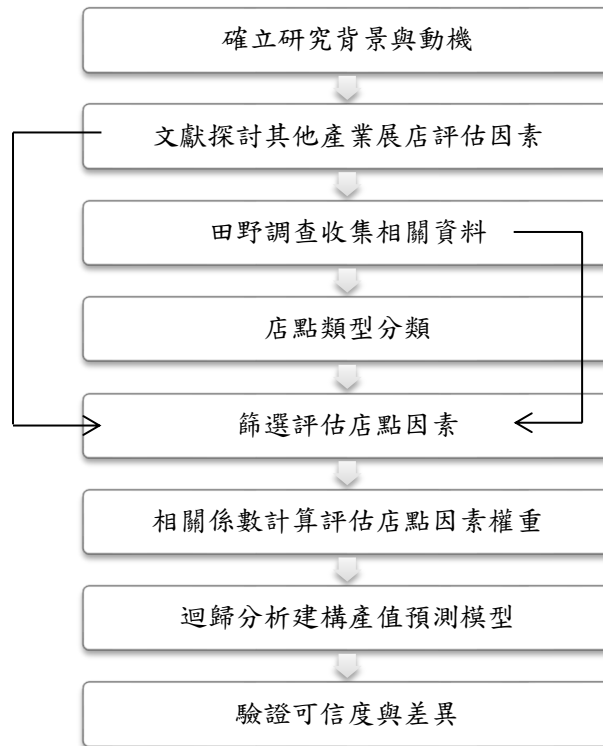 確立研究背景與動機
文獻探討其他產業展店評估因素
田野調查收集相關資料
店點類型分類
篩選評估店點因素
相關係數計算評估店點因素權重
迴歸分析建構產值預測模型
驗證可信度與差異